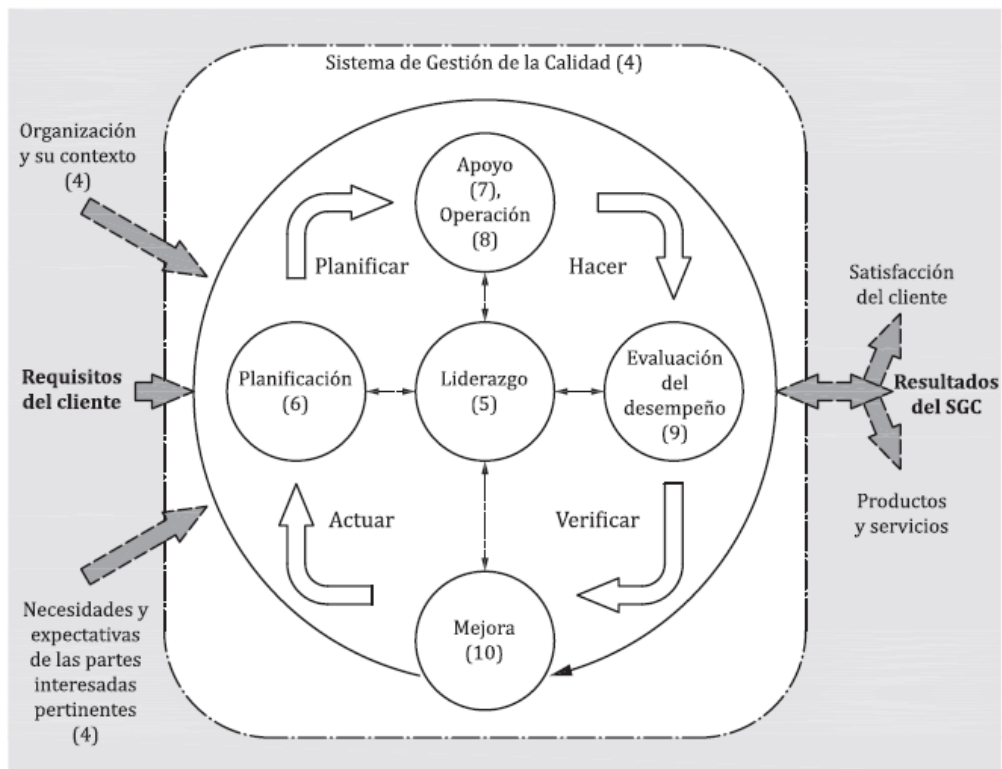 Sistema de Gestión de la Calidad (4)
Organización
y su contexto
(4)
Apoyo
(7),
Operación
(8)
Planificar
Hacer
Satisfacción
del cliente
Requisitos
del cliente
Planificación
(6)
Liderazgo
(5)
Evaluación
del
desempeño
(9)
Resultados
del SGC
Actuar
Verificar
Productos
y servicios
Necesidades y
expectativas
de las partes
interesadas
pertinentes
(4)
Mejora
(10)